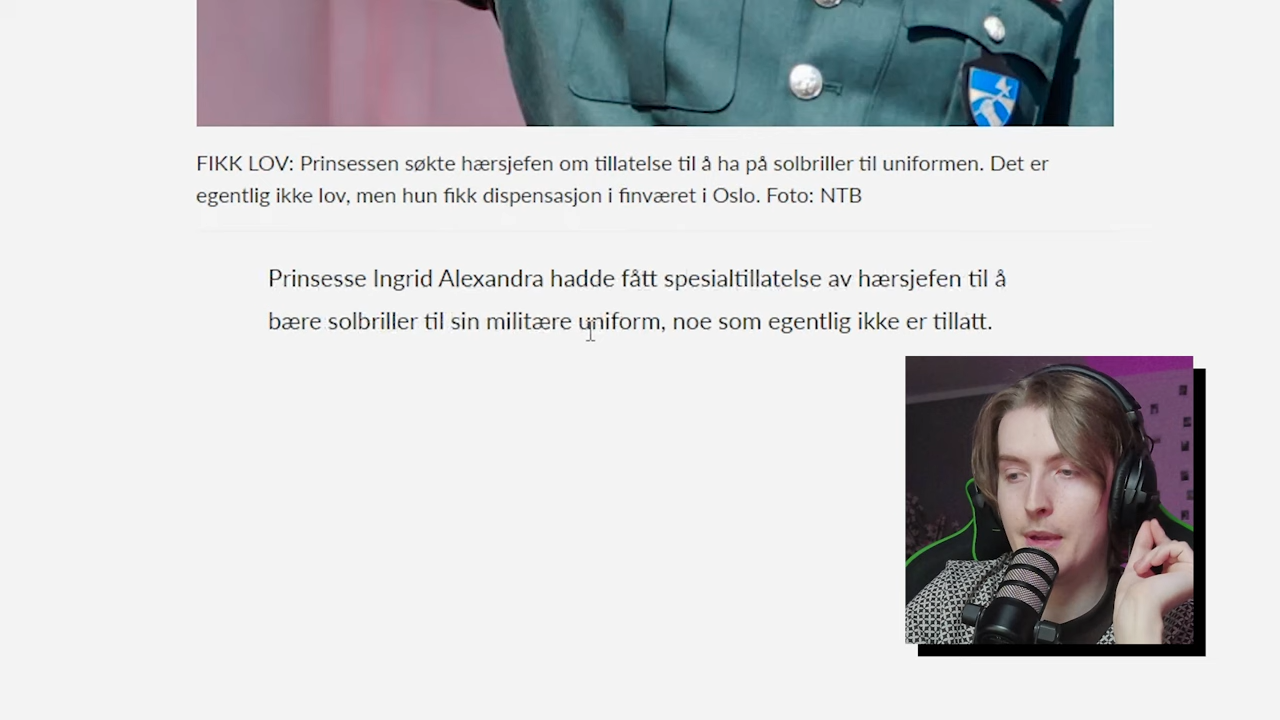 FIKK LOV: Prinsessen søkte hærsjefen om tillatelse til å ha på solbriller til uniformen. Det er
egentlig ikke lov, men hun fikk dispensasjon i finværet i Oslo. Foto: NTB
Prinsesse Ingrid Alexandra hadde fått spesialtillatelse av hærsjefen til å
bære solbriller til sin militære uniform, noe som egentlig ikke er tillatt.